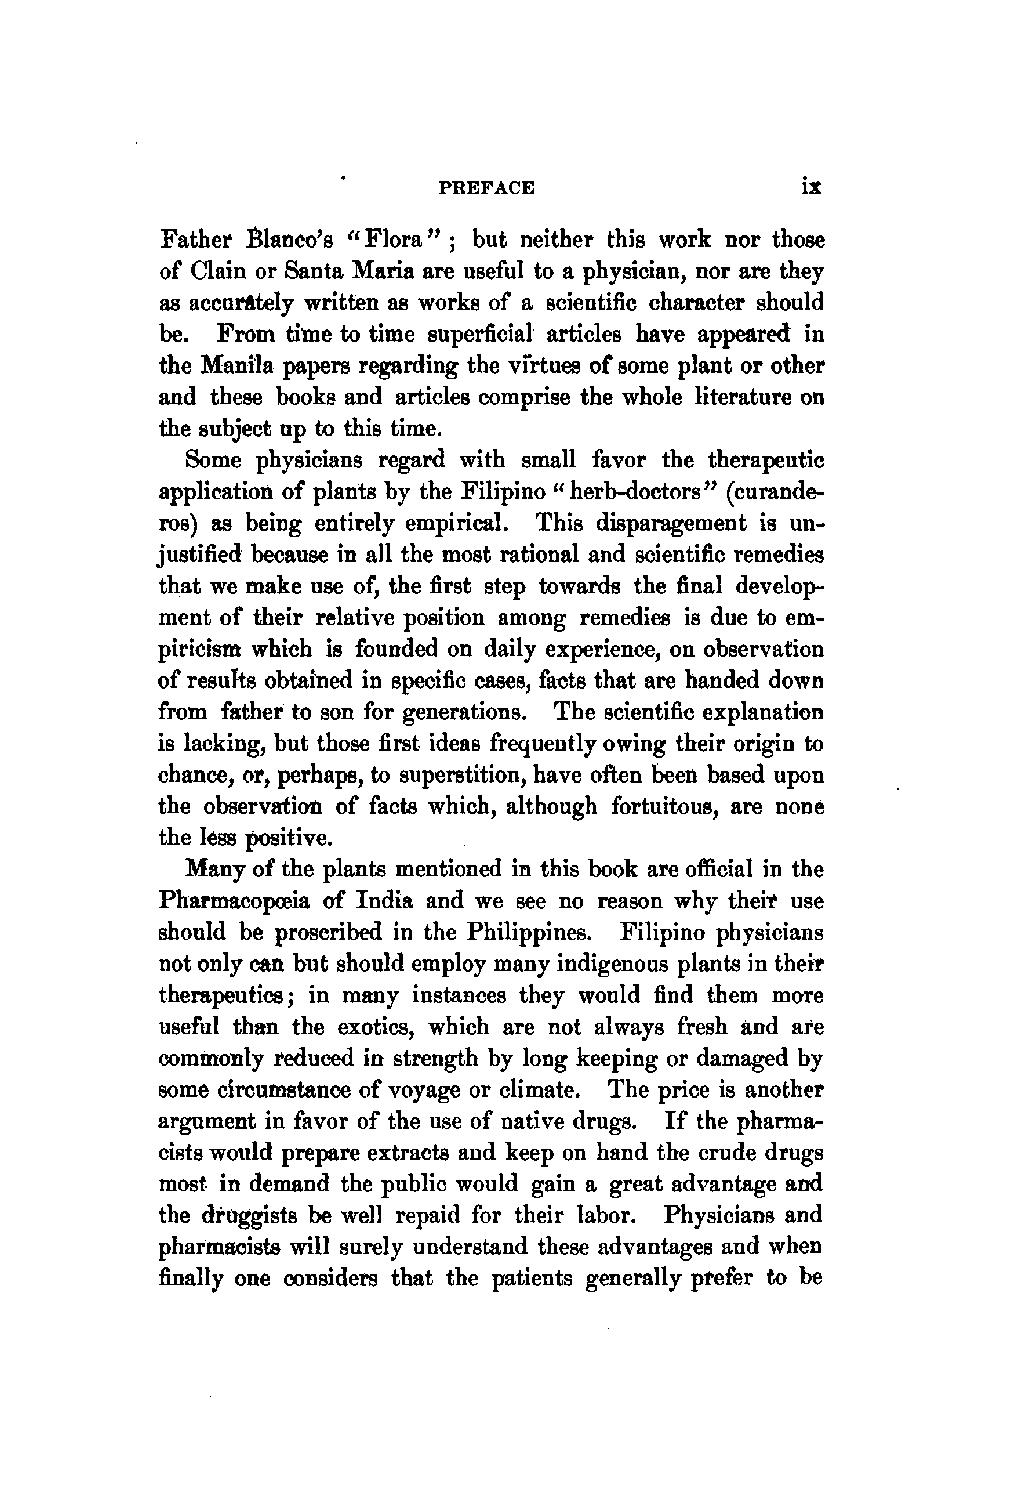 PREFACE ix
Father Blanco's "Flora" ; but neither this work nor those
of Clain or Santa Maria are useful to a physician, nor are they
as accurately written as works of a scientific character should
be. From time to time superficial articles have appeared in
the Manila papers regarding the virtues of some plant or other
and these books and articles comprise the whole literature on
the subject up to this time.
Some physicians regard with small favor the therapeutic
application of plants by the Filipino "herb-doctors" (curande-
ros) as being entirely empirical. This disparagement is un-
justified because in all the most rational and scientific remedies
that we make use of, the first step towards the final develop-
ment of their relative position among remedies is due to em-
piricism which is founded on daily experience, on observation
of results obtained in specific cases, facts that are handed down
from father to son for generations. The scientific explanation
is lacking, but those first ideas frequently owing their origin to
chance, or, perhaps, to superstition, have often been based upon
the observation of facts which, although fortuitous, are none
the less positive.
Many of the plants mentioned in this book are official in the
Pharmacopœia of India and we see no reason why their use
should be proscribed in the Philippines. Filipino physicians
not only can but should employ many indigenous plants in their
therapeutics; in many instances they would find them more
useful than the exotics, which are not always fresh and are
commonly reduced in strength by long keeping or damaged by
some circumstance of voyage or climate. The price is another
argument in favor of the use of native drugs. If the pharma-
cists would prepare extracts and keep on hand the crude drugs
most in demand the public would gain a great advantage and
the druggists be well repaid for their labor. Physicians and
pharmacists will surely understand these advantages and when
finally one considers that the patients generally prefer to be